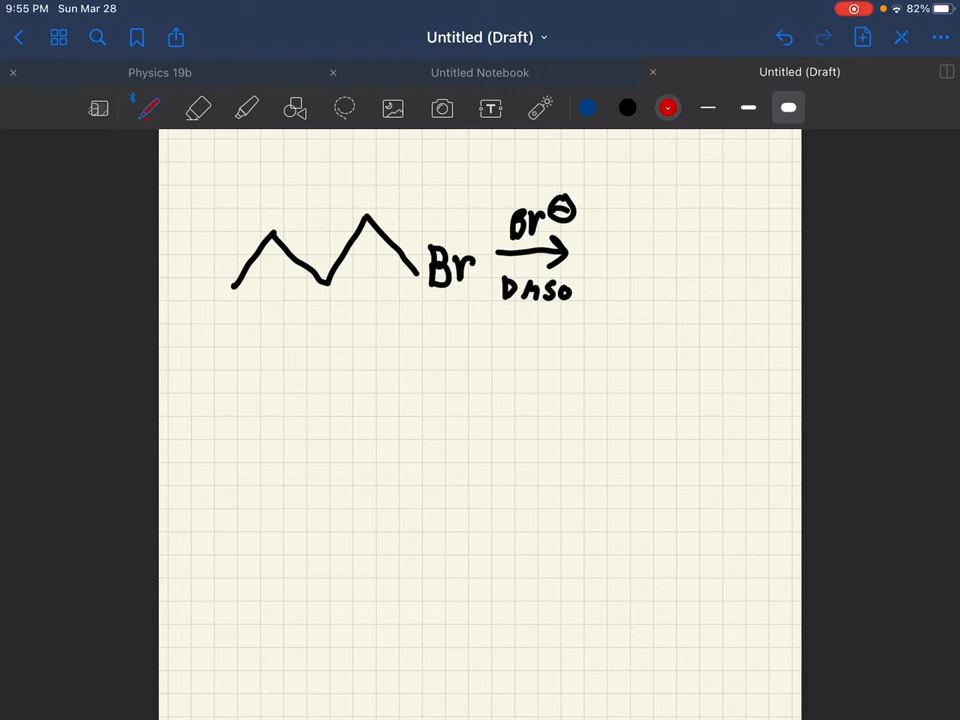 9:55 PM Sun Mar 28
82%
Untitled (Draft)
Physics 19b
Untitled Notebook
Untitled (Draft)
T
Br⊖
Br
DMSO